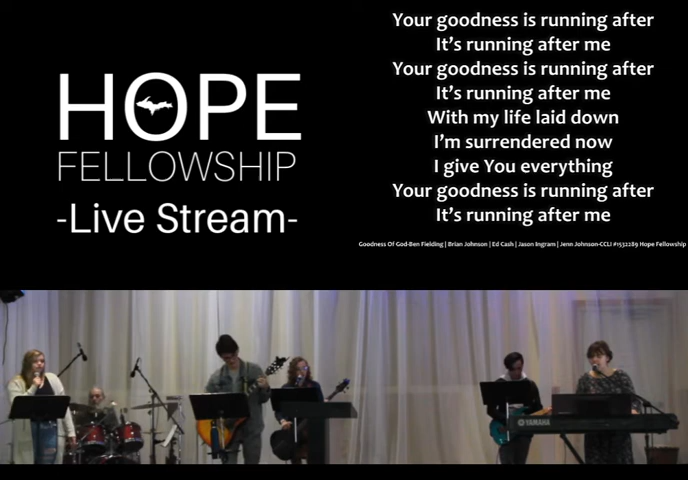 HOPE
FELLOWSHIP
-Live Stream-
Your goodness is running after
It's running after me
Your goodness is running after
It's running after me
With my life laid down
I'm surrendered now
I give You everything
Your goodness is running after
It's running after me
Goodness Of God-Ben Fielding | Brian Johnson | Ed Cash | Jason Ingram | Jenn Johnson-CCLI #1532289 Hope Fellowship
YAMAHA